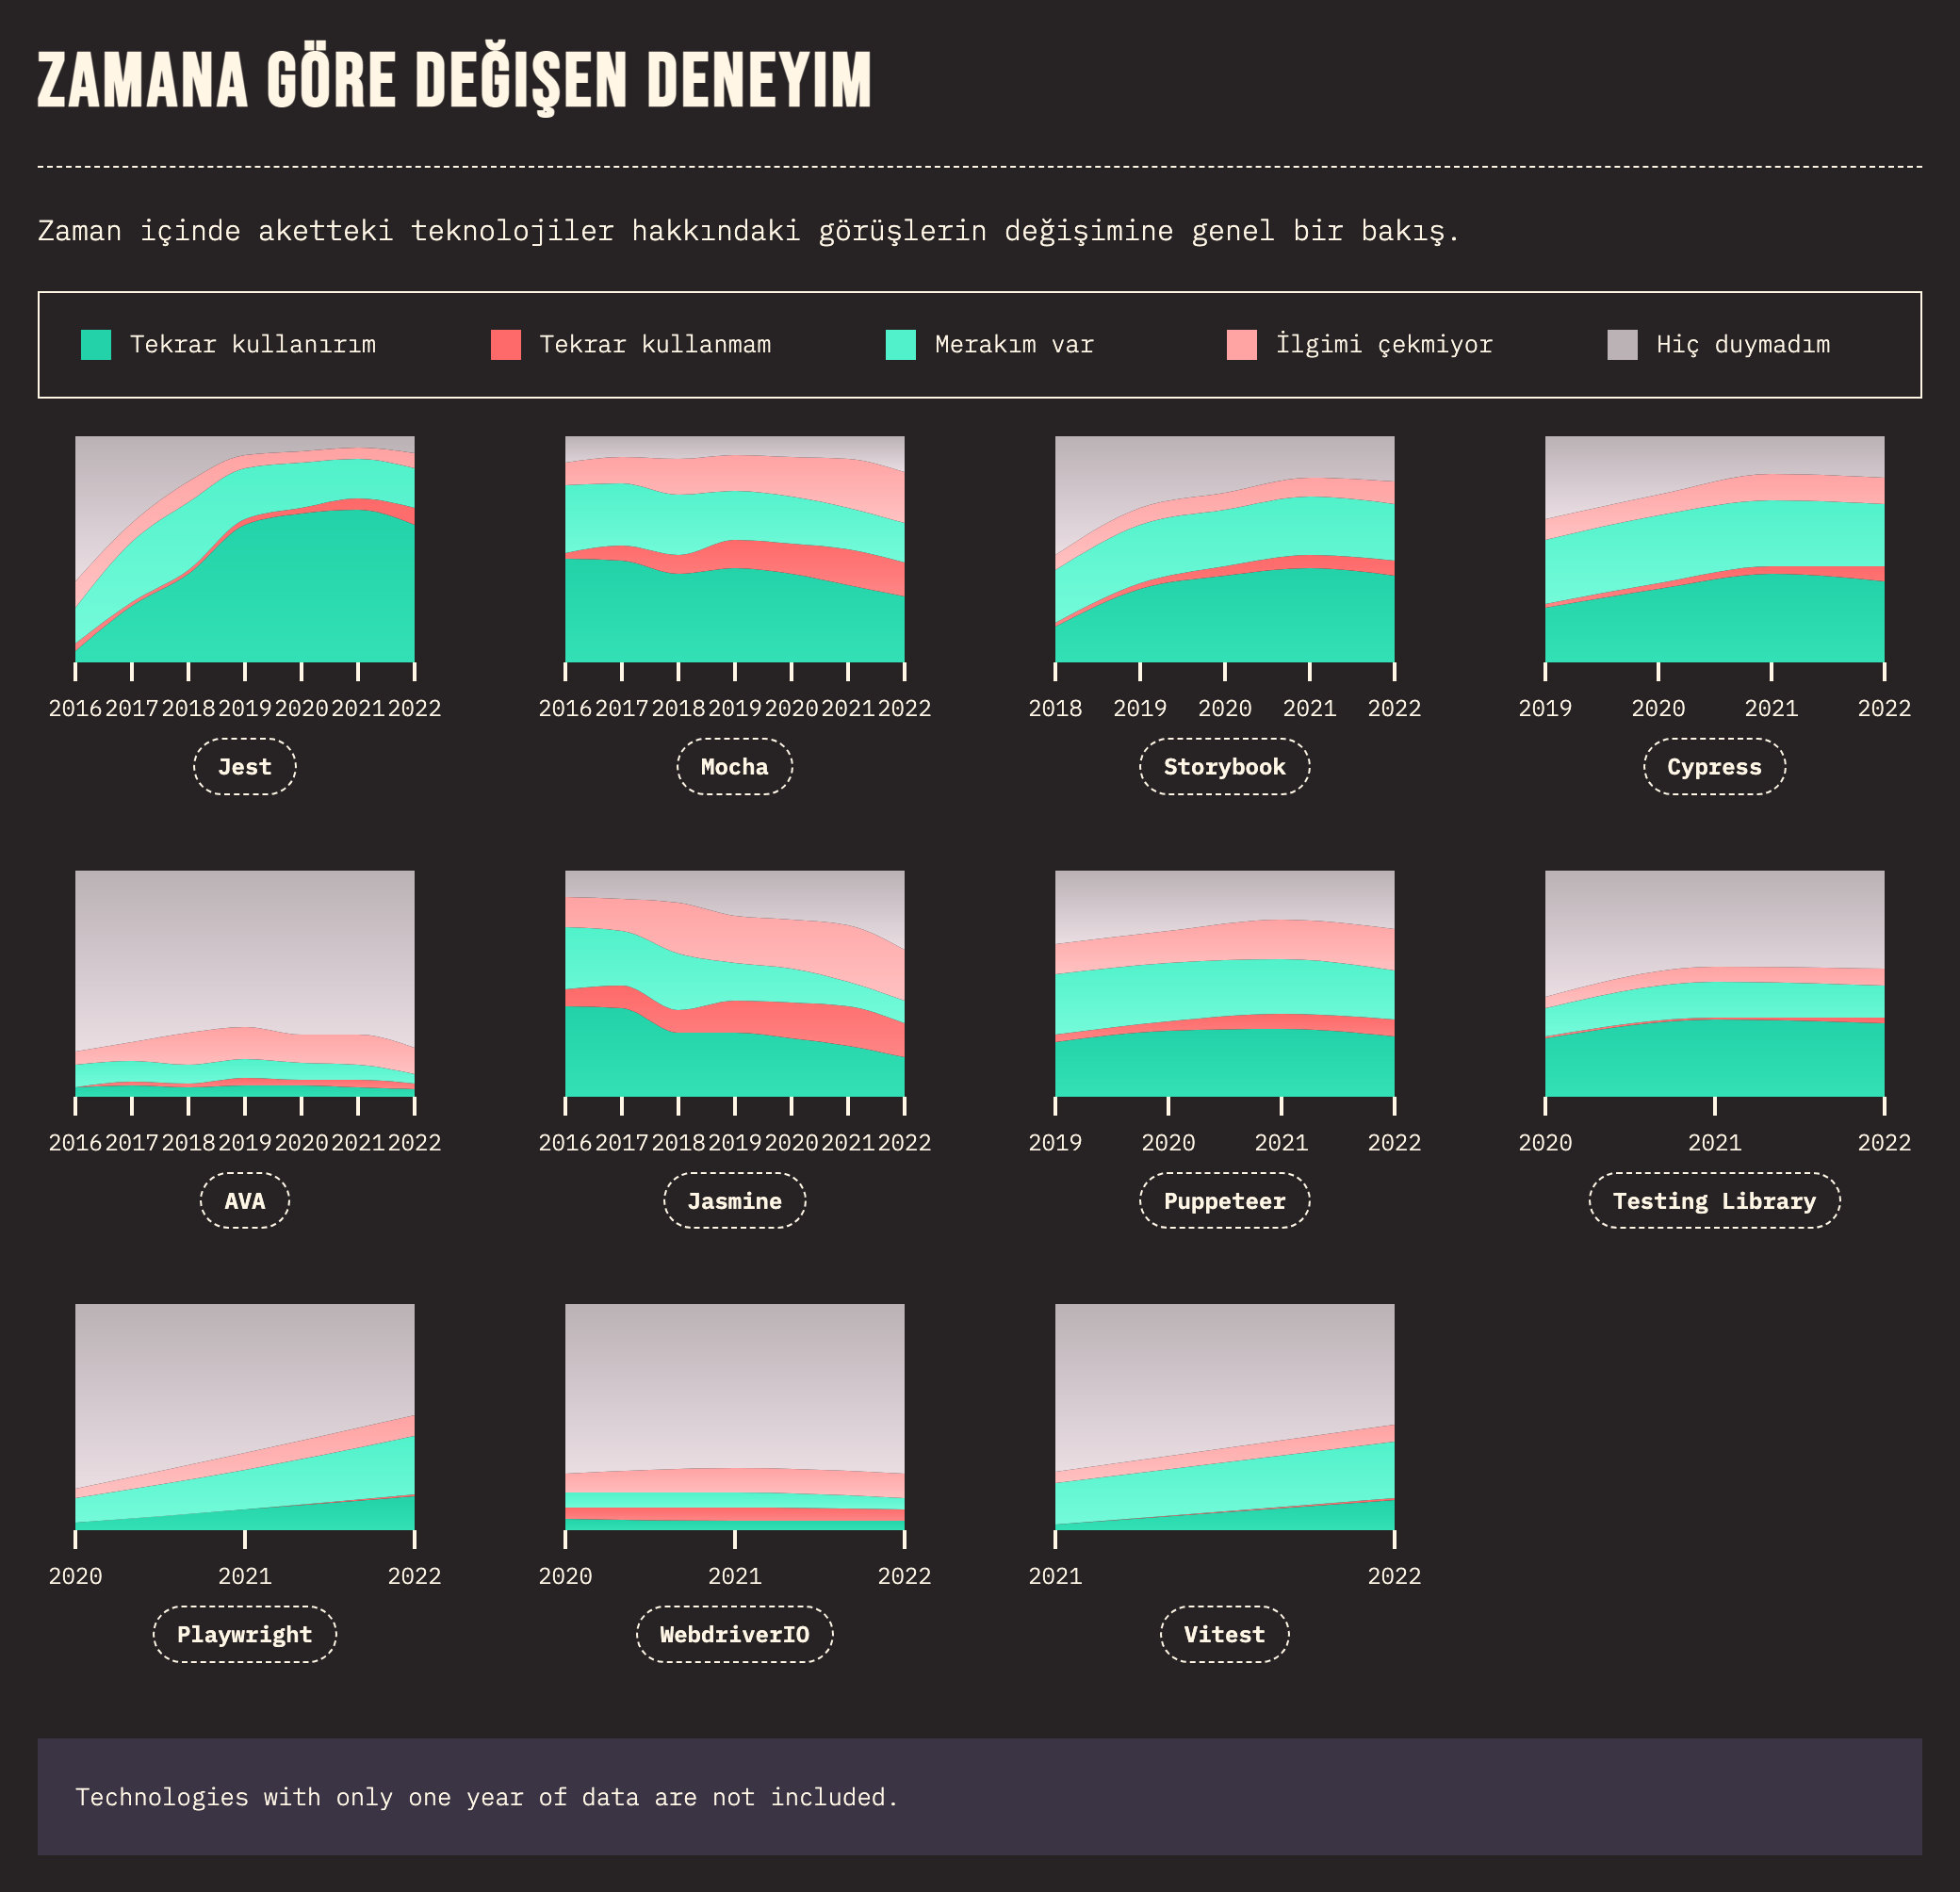 ZAMANA GÖRE DEĞIŞEN DENEYIM
Zaman içinde aketteki teknolojiler hakkındaki görüşlerin değişimine genel bir bakış.
Tekrar kullanırım Tekrar kullanmam Merakım var İlgimi çekmiyor Hiç duymadım
2016 2017 2018 2019 2020 2021 2022
Jest
2016 2017 2018 2019 2020 2021 2022
Mocha
2018 2019 2020 2021 2022
Storybook
2019 2020 2021 2022
Cypress
2016 2017 2018 2019 2020 2021 2022
AVA
2016 2017 2018 2019 2020 2021 2022
Jasmine
2019 2020 2021 2022
Puppeteer
2020 2021 2022
Testing Library
2020 2021 2022
Playwright
2020 2021 2022
WebdriverIO
2021 2022
Vitest
Technologies with only one year of data are not included.